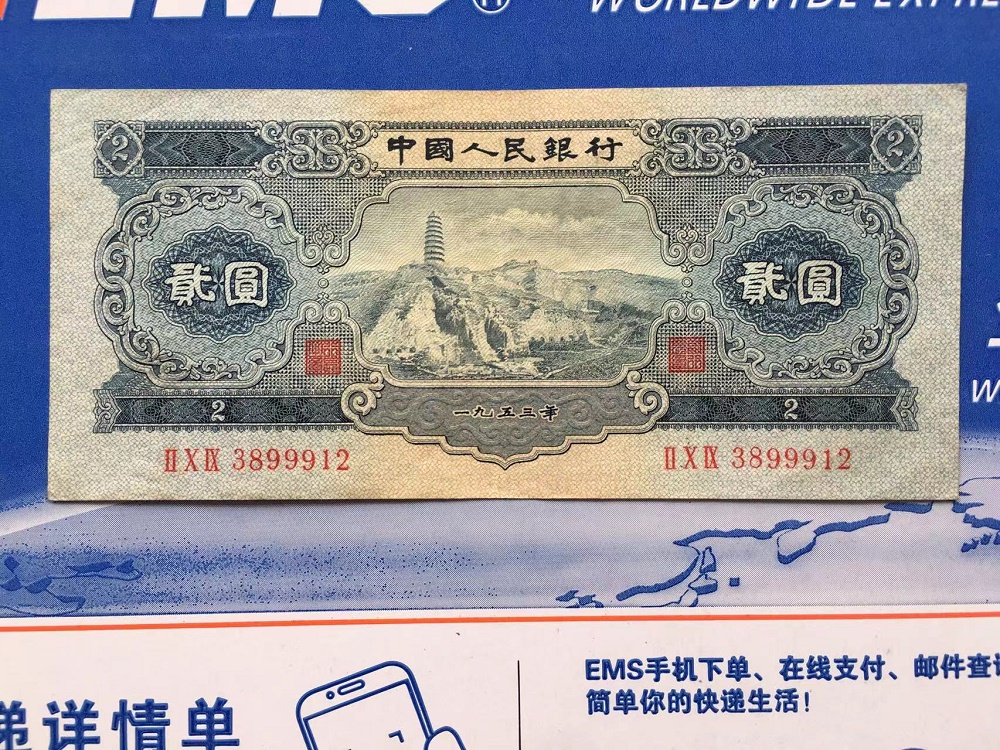 EMS®
WORLDWIDE EXPRE
中國人民銀行
2 2
貳圓 貳圓
2 一九五三年 2
ⅡⅩⅨ 3899912 ⅡⅩⅨ 3899912
W
EMS手机下单、在线支付、邮件查询
简单你的快递生活!
递详情单